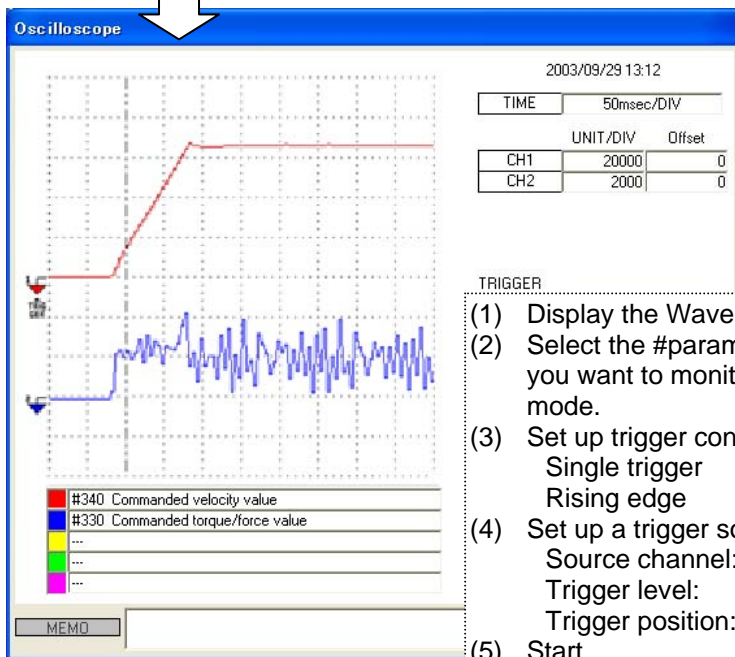 Oscilloscope
2003/09/29 13:12
TIME 50msec/DIV
UNIT/DIV Offset
CH1 20000 0
CH2 2000 0
TRIGGER
(1) Display the Wave
(2) Select the #param
you want to monit
mode.
(3) Set up trigger con
Single trigger
Rising edge
(4) Set up a trigger so
Source channel:
Trigger level:
Trigger position:
(5) Start
#340 Commanded velocity value
#330 Commanded torque/force value
---
---
---
MEMO